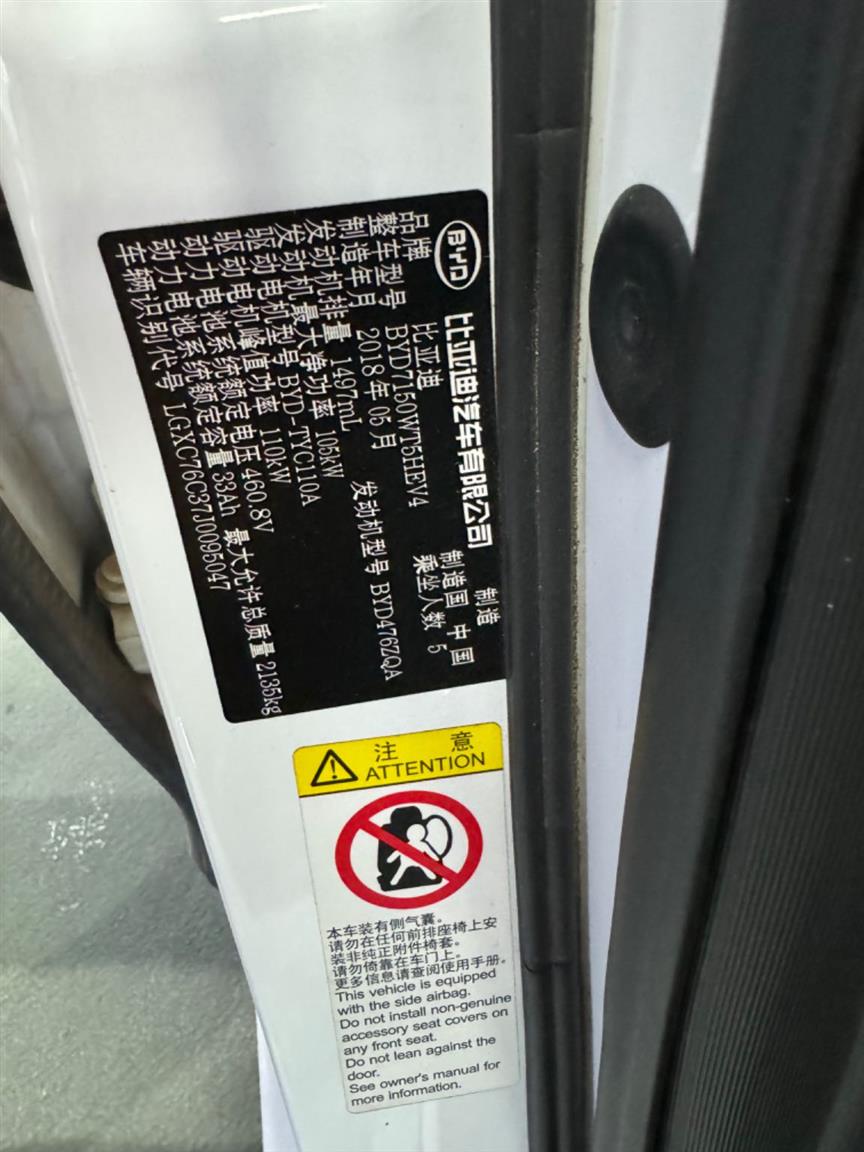 BYD 比亚迪汽车有限公司 制造
品牌 比亚迪 制造国 中国
整车型号 BYD7150WT5HEV4 乘坐人数 5
制造年月 2018年05月
发动机排量 1497mL 发动机型号 BYD476ZQA
发动机最大净功率 105kW
驱动电机型号 BYD-TYC110A
驱动电机峰值功率 110kW
动力电池系统额定电压 460.8V
动力电池系统额定容量 38Ah 最大允许总质量 2135kg
车辆识别代号 LGXC76C37J0095047
注 意
ATTENTION
本车装有侧气囊。
请勿在任何前排座椅上安
装非纯正附件椅套。
请勿倚靠在车门上。
更多信息请查阅使用手册。
This vehicle is equipped
with the side airbag.
Do not install non-genuine
accessory seat covers on
any front seat.
Do not lean against the
door.
See owner's manual for
more information.